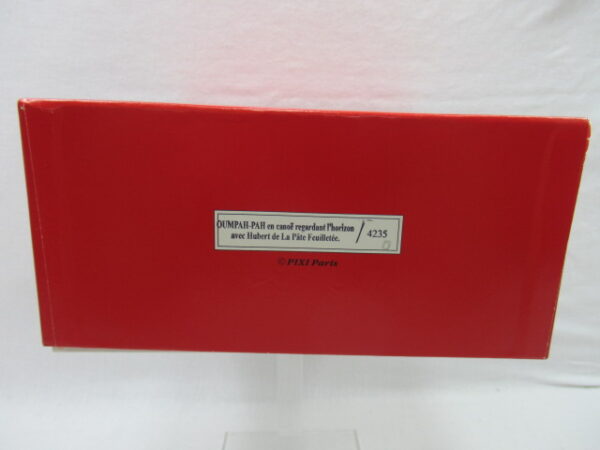 OUMPAH-PAH en canoë regardant l'horizon
avec Hubert de La Pâte Feuilletée.
/ 4235
©PIXI Paris